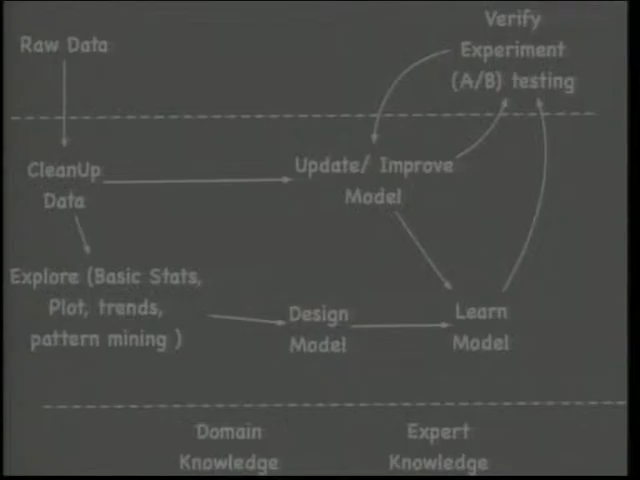 Raw Data
Verify
Experiment
(A/B) testing
CleanUp
Data
Update/ Improve
Model
Explore (Basic Stats,
Plot, trends,
pattern mining )
Design
Model
Learn
Model
Domain
Knowledge
Expert
Knowledge